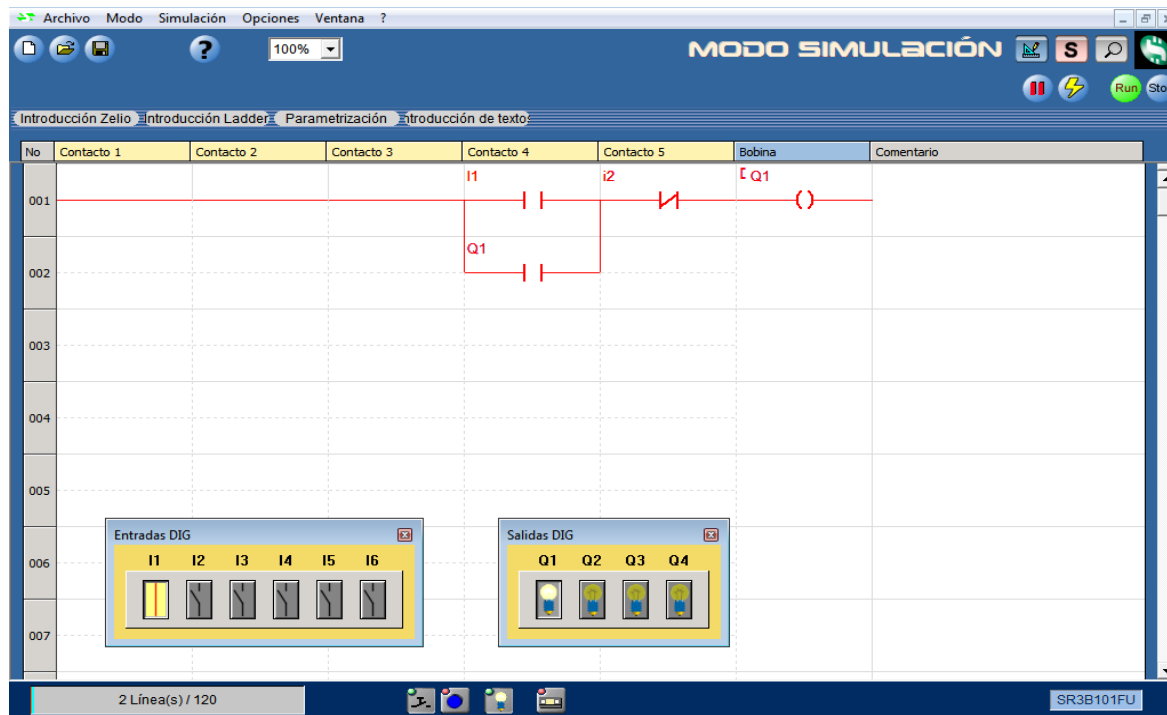 Archivo Modo Simulación Opciones Ventana ?
100%
MODO SIMULACIÓN
S
Run Sto
Introducción Zelio Introducción Ladder Parametrización ntroducción de textos
No Contacto 1 Contacto 2 Contacto 3 Contacto 4 Contacto 5 Bobina Comentario
I1 i2 [ Q1
001
Q1
002
003
004
005
Entradas DIG Salidas DIG
006
I1 I2 I3 I4 I5 I6 Q1 Q2 Q3 Q4
007
2 Línea(s) / 120 SR3B101FU